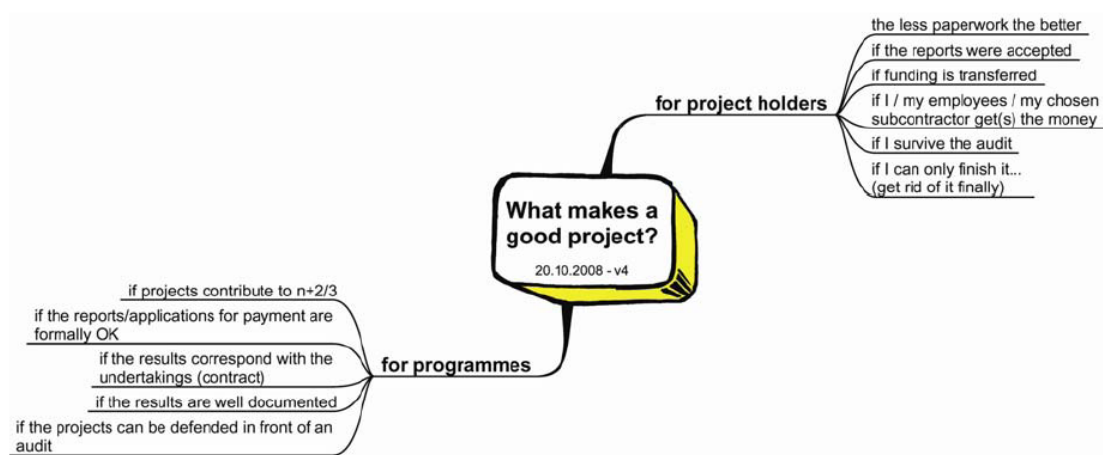 the less paperwork the better
if the reports were accepted
if funding is transferred
for project holders
if I / my employees / my chosen
subcontractor get(s) the money
if I survive the audit
if I can only finish it...
(get rid of it finally)
What makes a
good project?
20.10.2008 - v4
if projects contribute to n+2/3
if the reports/applications for payment are
formally OK
if the results correspond with the
undertakings (contract)
for programmes
if the results are well documented
if the projects can be defended in front of an
audit